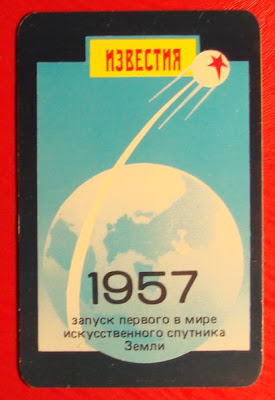 ИЗВЕСТИЯ
1957
запуск первого в мире
искусственного спутника
Земли